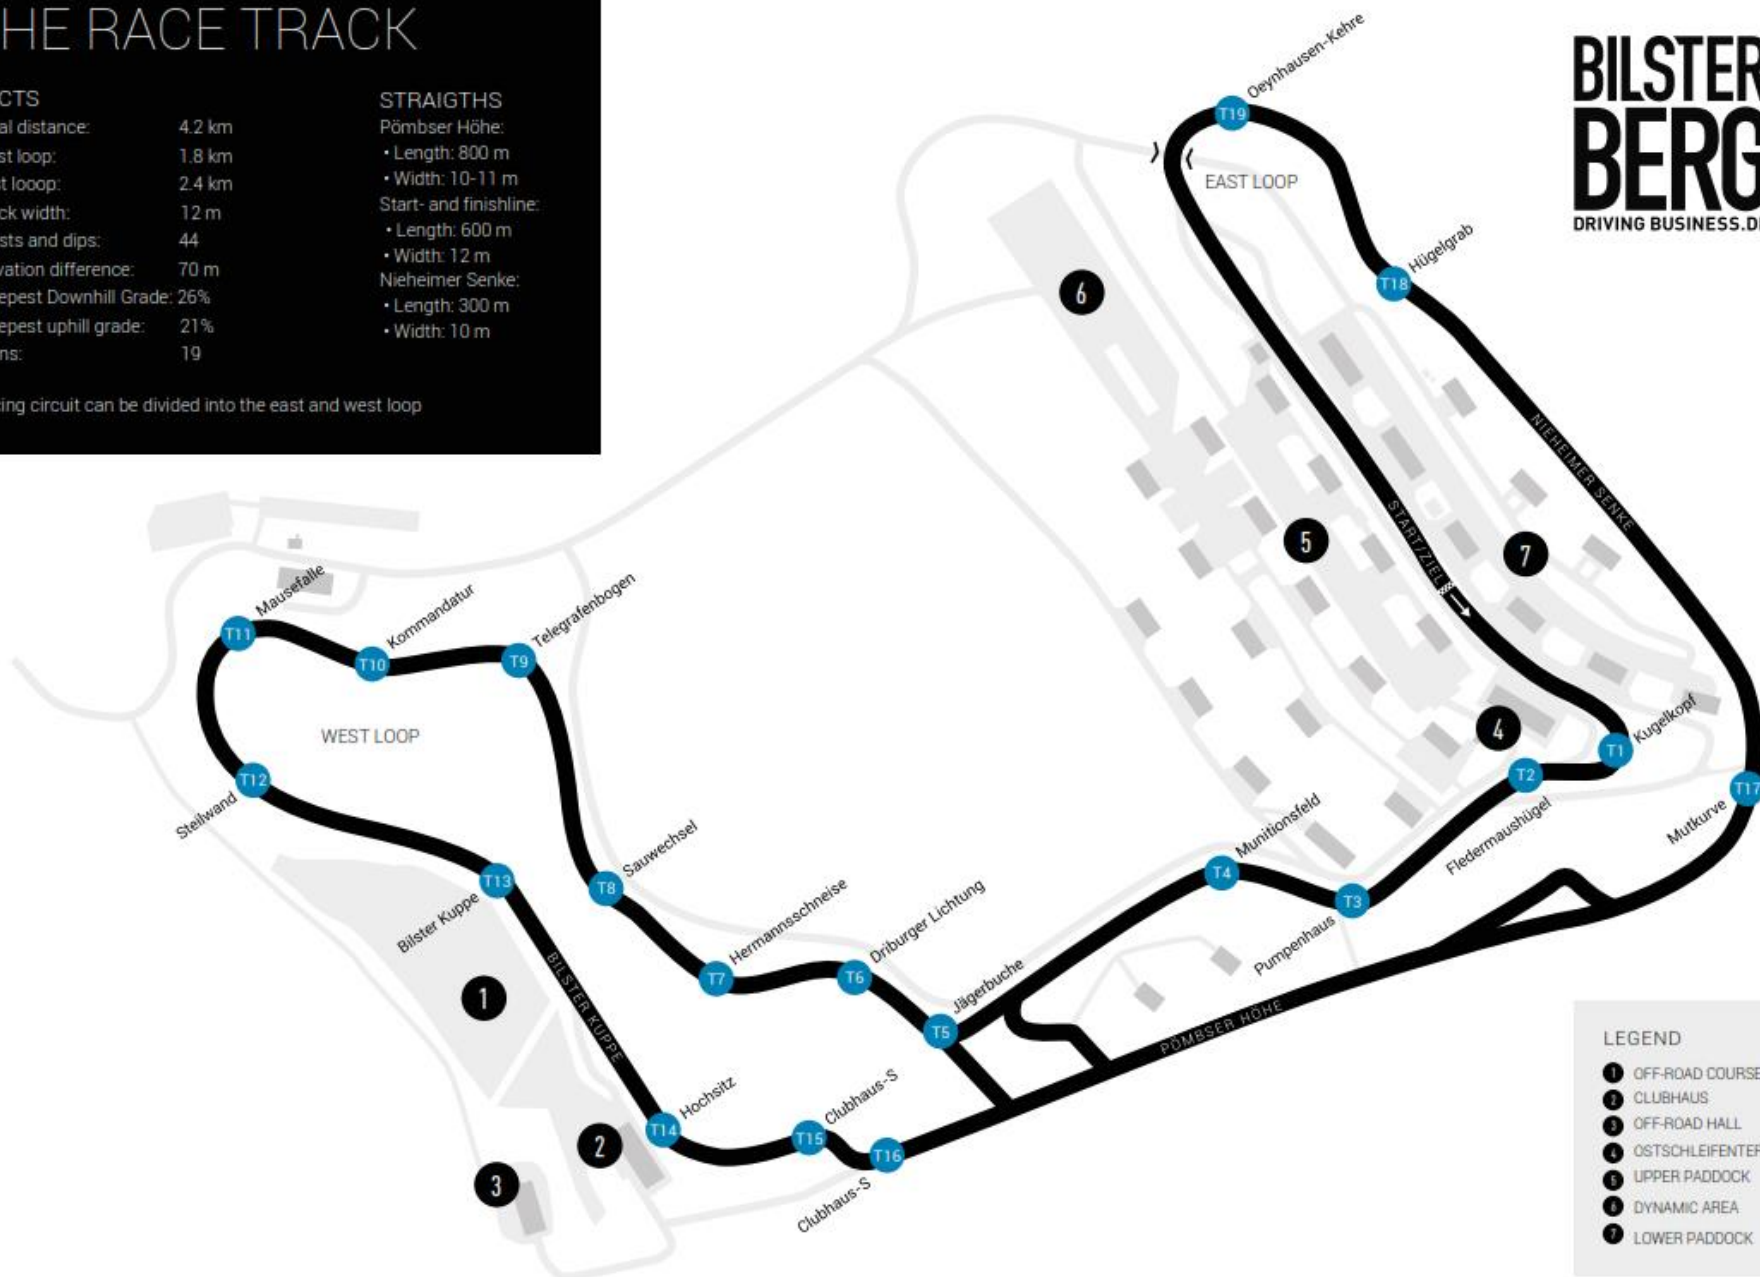 HE RACE TRACK
CTS
al distance: 4.2 km
st loop: 1.8 km
t looop: 2.4 km
ck width: 12 m
sts and dips: 44
vation difference: 70 m
epest Downhill Grade: 26%
epest uphill grade: 21%
ns: 19
STRAIGTHS
Pömbser Höhe:
• Length: 800 m
• Width: 10-11 m
Start- and finishline:
• Length: 600 m
• Width: 12 m
Nieheimer Senke:
• Length: 300 m
• Width: 10 m
ing circuit can be divided into the east and west loop
BILSTER
BERG
DRIVING BUSINESS.D
Oeynhausen-Kehre
T19
EAST LOOP
Hügelgrab
T18
6
NIEHEIMER SENKE
START/ZIEL
5
7
Mausefalle
T11
Kommandatur
T10
Telegrafenbogen
T9
WEST LOOP
T12
Steilwand
4
Kugelkopf
T1
T2
Fledermaushügel
T17
Mutkurve
Munitionsfeld
T4
T3
Pumpenhaus
Sauwechsel
T8
T13
Bilster Kuppe
BILSTER KUPPE
Hermannsschneise
T7
Driburger Lichtung
T6
Jägerbuche
T5
PÖMBSER HÖHE
1
Hochsitz
T14
Clubhaus-S
T15
T16
Clubhaus-S
2
3
LEGEND
1 OFF-ROAD COURSE
2 CLUBHAUS
3 OFF-ROAD HALL
4 OSTSCHLEIFENTER
5 UPPER PADDOCK
6 DYNAMIC AREA
7 LOWER PADDOCK